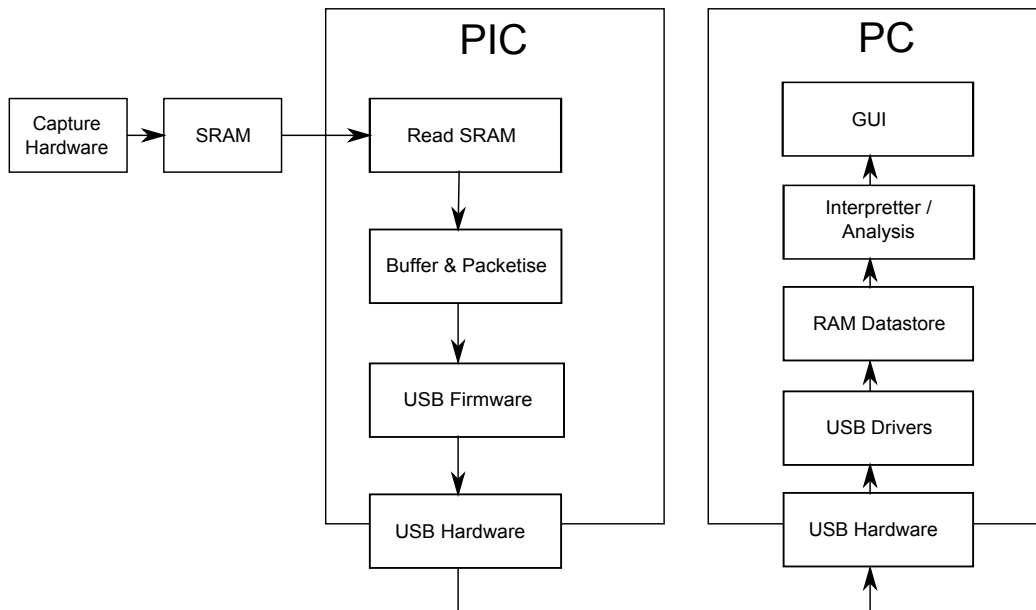 PIC
Capture
Hardware
SRAM
Read SRAM
Buffer & Packetise
USB Firmware
USB Hardware
PC
GUI
Interpretter /
Analysis
RAM Datastore
USB Drivers
USB Hardware